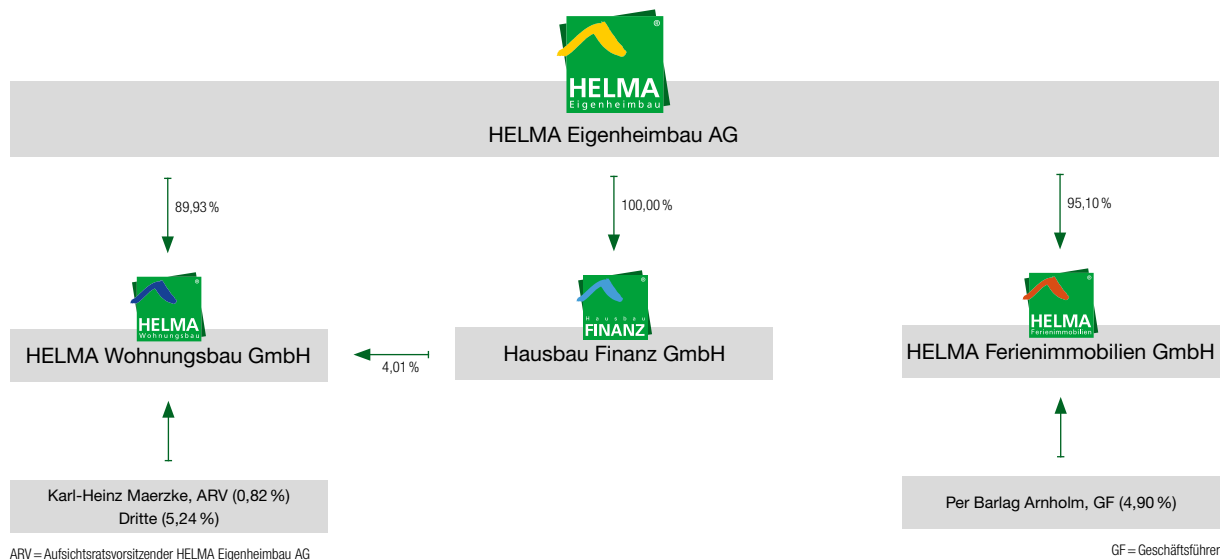 HELMA
Eigenheimbau
®
HELMA Eigenheimbau AG
89,93 %
100,00 %
95,10 %
®
HELMA
Wohnungsbau
®
Hausbau
FINANZ
®
HELMA
Ferienimmobilien
HELMA Wohnungsbau GmbH
4,01 %
Hausbau Finanz GmbH
HELMA Ferienimmobilien GmbH
Karl-Heinz Maerzke, ARV (0,82 %)
Dritte (5,24 %)
Per Barlag Arnholm, GF (4,90 %)
ARV = Aufsichtsratsvorsitzender HELMA Eigenheimbau AG
GF = Geschäftsführer